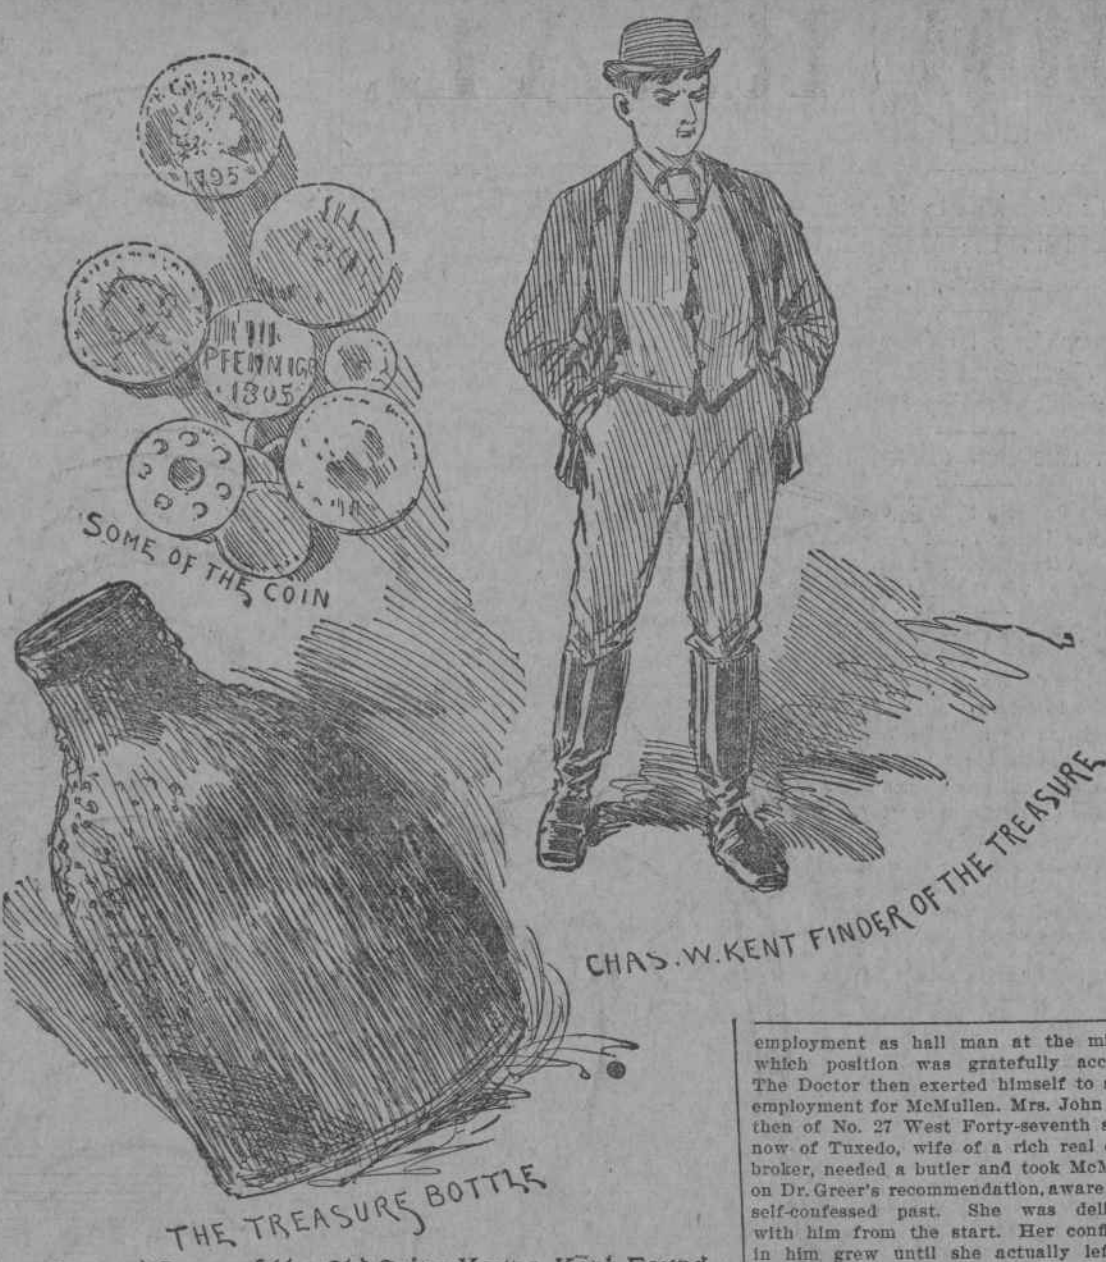 1795
III
PFENNIGE
1805
SOME OF THE COIN
CHAS. W. KENT FINDER OF THE TREASURE
THE TREASURE BOTTLE
Kent Found
employment as hall man at the
which position was gratefully
The Doctor then exerted himself to
employment for McMullen. Mrs. John
then of No. 27 West Forty-seventh
now of Tuxedo, wife of a rich real
broker, needed a butler and took
on Dr. Greer's recommendation, aware
self-confessed past. She was
with him from the start. Her
in him grew until she actually